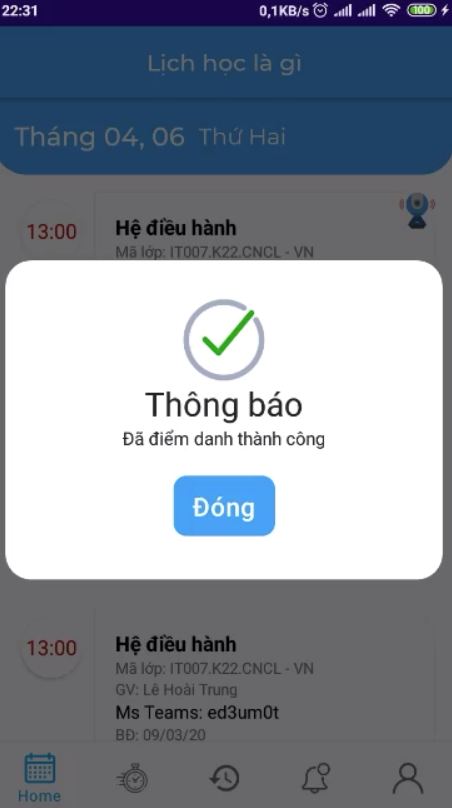 22:31
0,1KB/s
100
Lịch học là gì
Tháng 04, 06 Thứ Hai
13:00
Hệ điều hành
Mã lớp: IT007.K22.CNCL - VN
Thông báo
Đã điểm danh thành công
Đóng
13:00
Hệ điều hành
Mã lớp: IT007.K22.CNCL - VN
GV: Lê Hoài Trung
Ms Teams: ed3um0t
BĐ: 09/03/20
Home